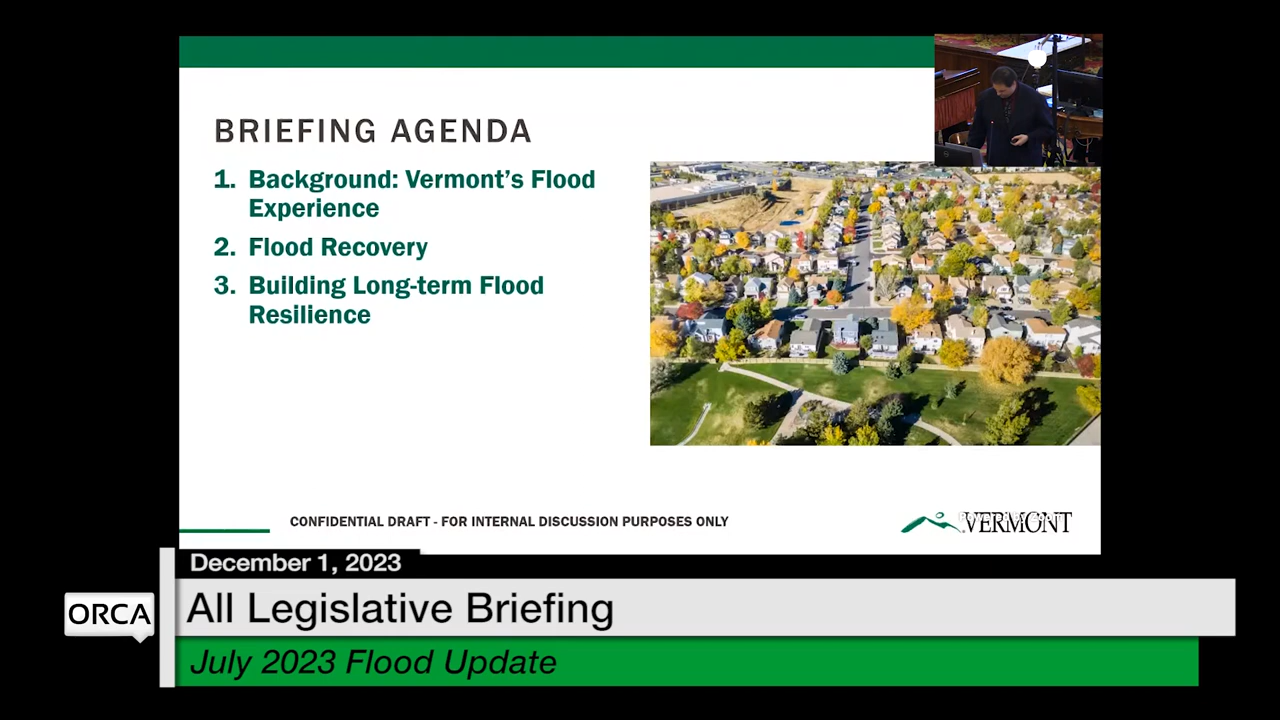 BRIEFING AGENDA
1. Background: Vermont's Flood
Experience
2. Flood Recovery
3. Building Long-term Flood
Resilience
CONFIDENTIAL DRAFT - FOR INTERNAL DISCUSSION PURPOSES ONLY
VERMONT
December 1, 2023
ORCA
All Legislative Briefing
July 2023 Flood Update